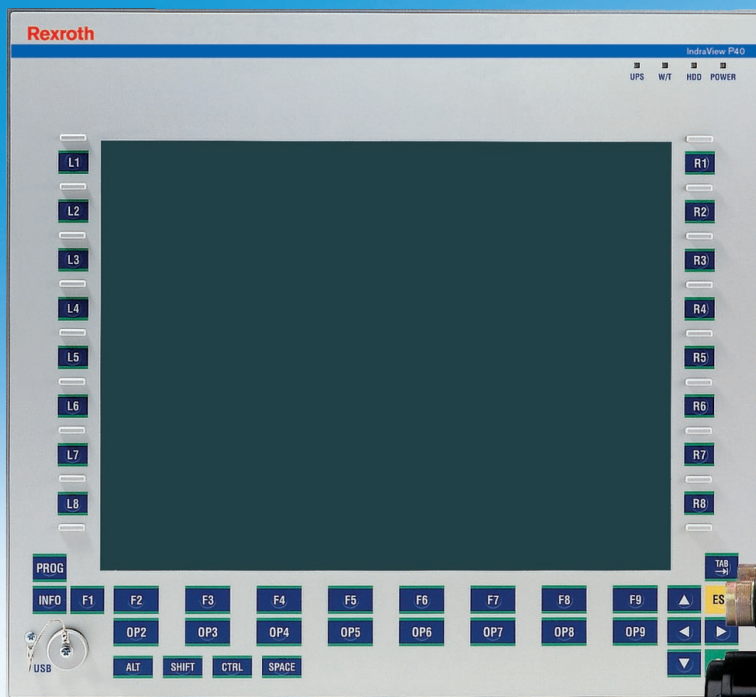 Rexroth
IndraView P40
UPS W/T HDD POWER
L1 R1
L2 R2
L3 R3
L4 R4
L5 R5
L6 R6
L7 R7
L8 R8
PROG TAB
INFO F1 F2 F3 F4 F5 F6 F7 F8 F9
OP2 OP3 OP4 OP5 OP6 OP7 OP8 OP9
USB ALT SHIFT CTRL SPACE